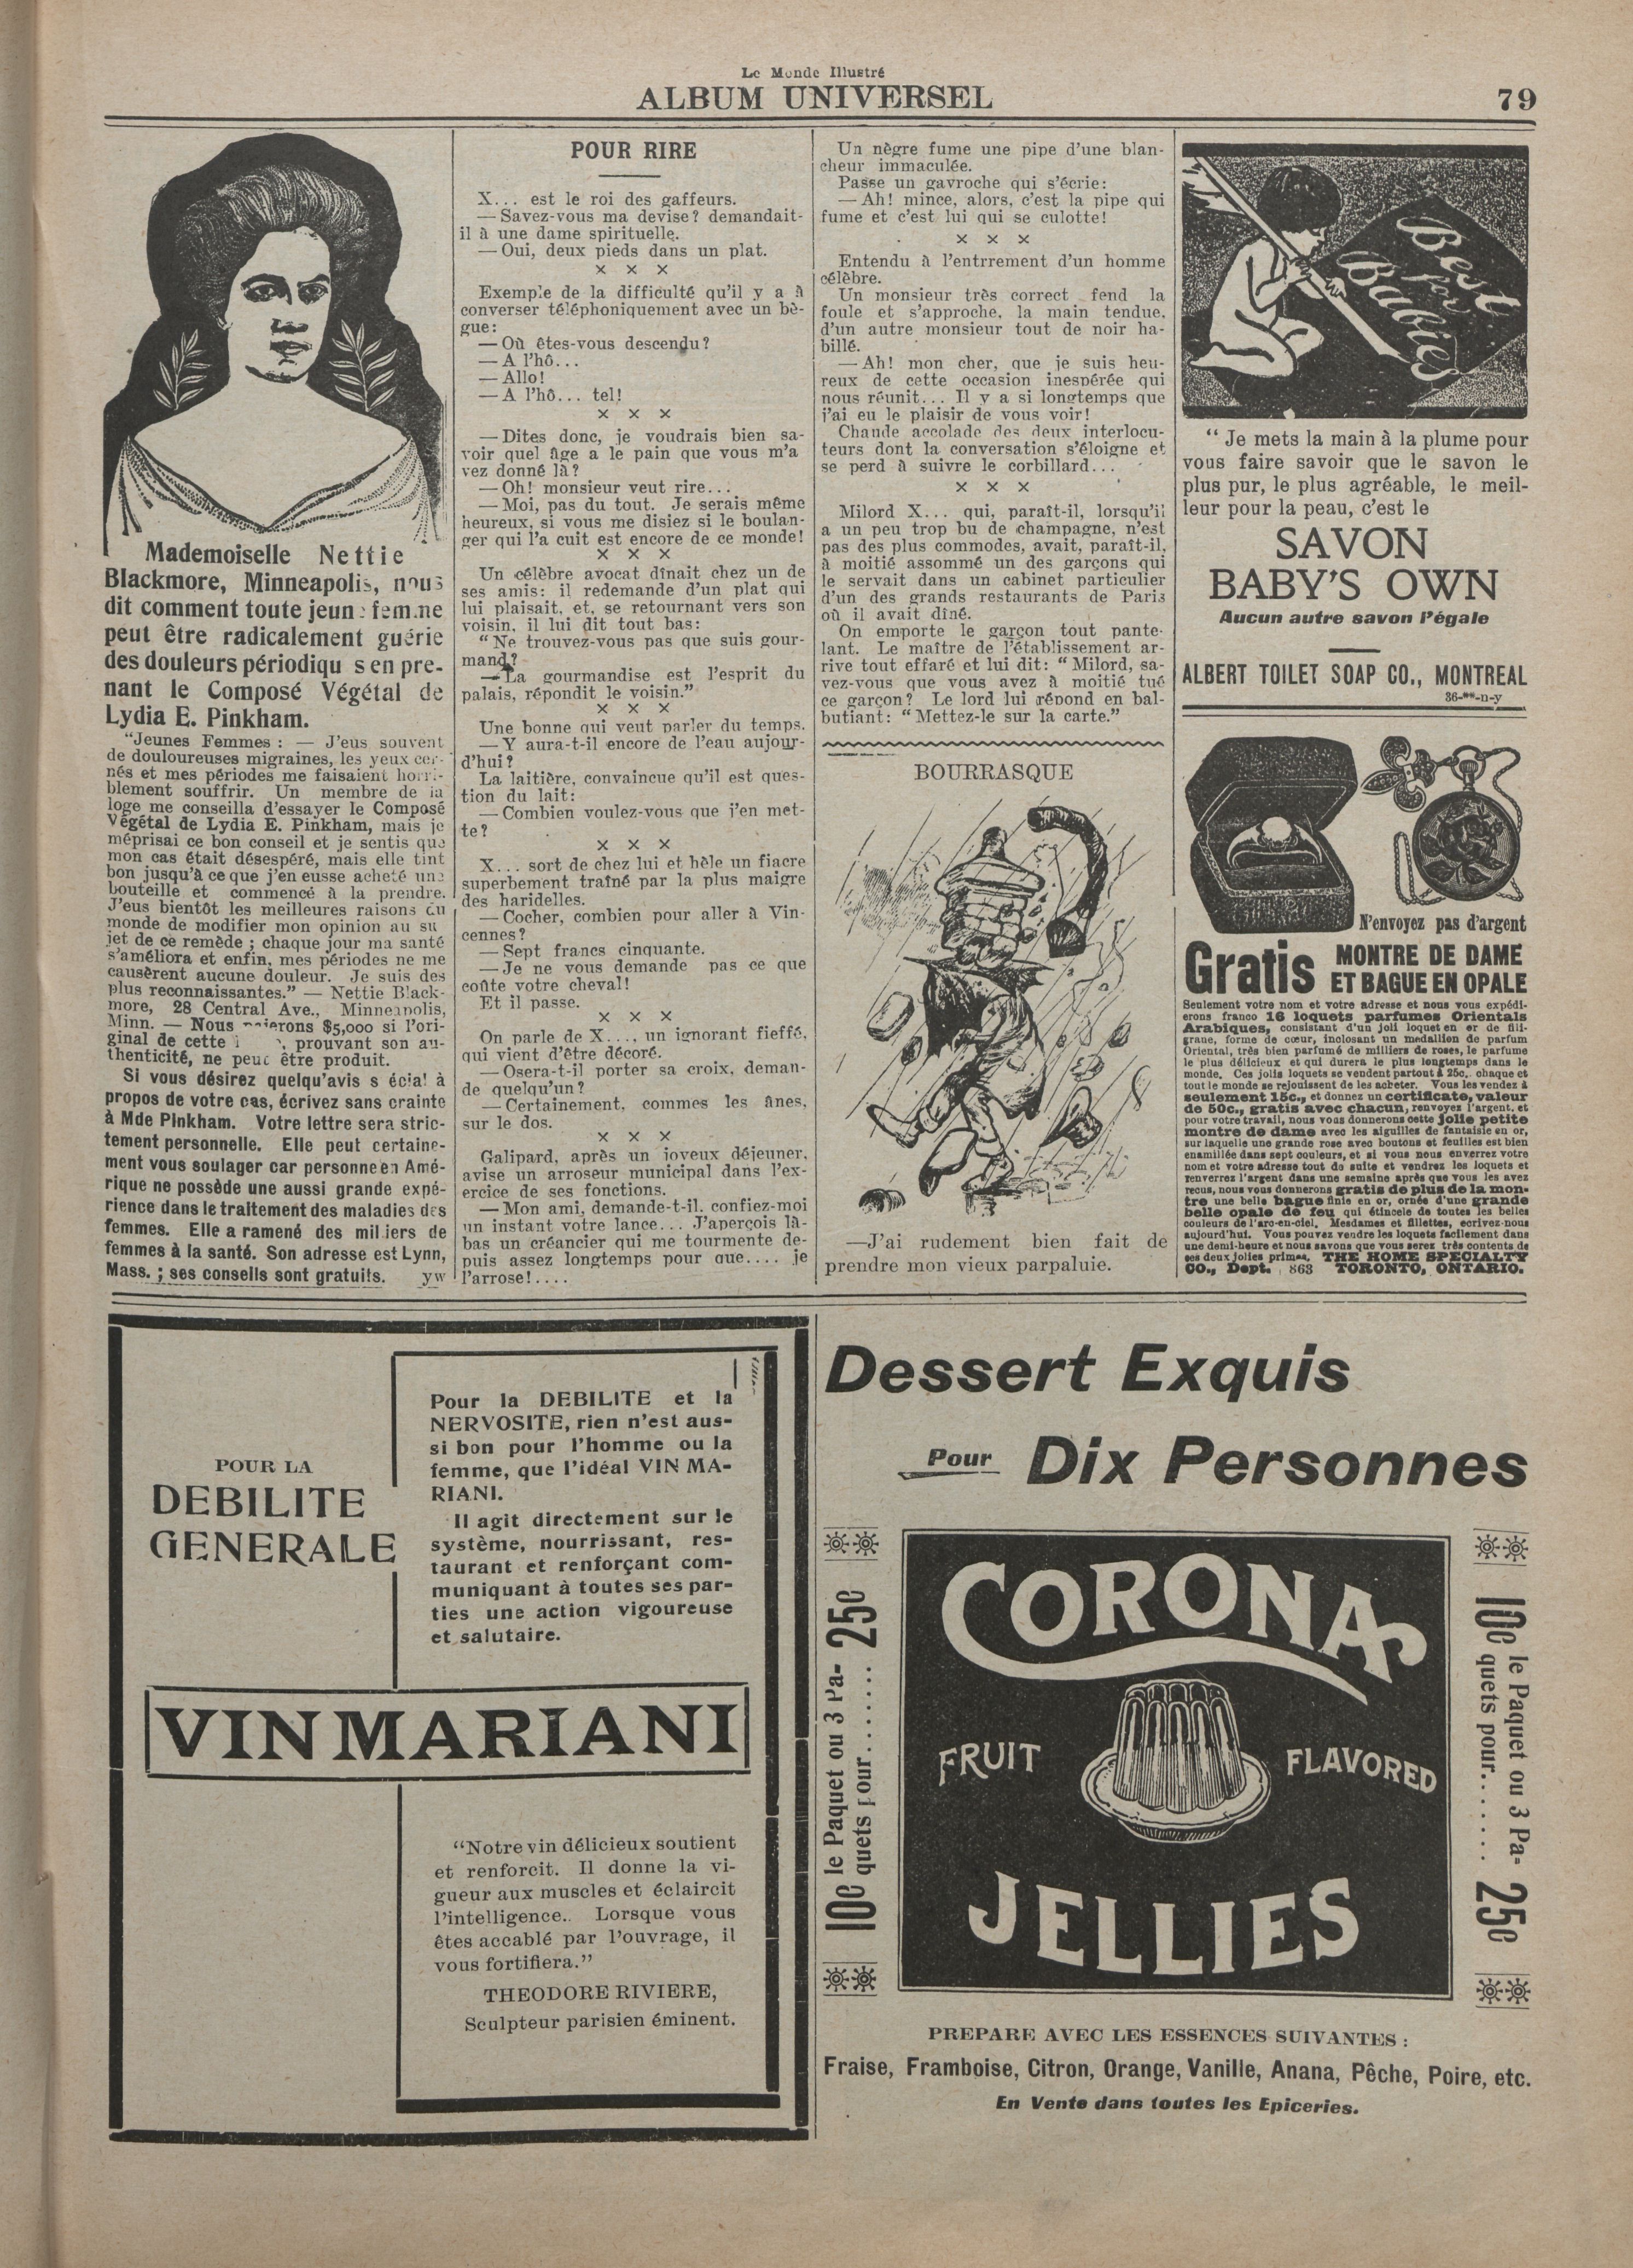 Le Monde Illustré
ALBUM UNIVERSEL
79
Mademoiselle Nettie
Blackmore, Minneapolis, nous
dit comment toute jeune femme
peut être radicalement guérie
des douleurs périodiqu s en pre-
nant le Composé Végétal de
Lydia E. Pinkham.
"Jeunes Femmes : — J'eus souvent
de douloureuses migraines, les yeux cer-
nés et mes périodes me faisaient horri-
blement souffrir. Un membre de la
loge me conseilla d'essayer le Composé
Végétal de Lydia E. Pinkham, mais je
méprisai ce bon conseil et je sentis que
mon cas était désespéré, mais elle tint
bon jusqu'à ce que j'en eusse acheté une
bouteille et commencé à la prendre.
J'eus bientôt les meilleures raisons du
monde de modifier mon opinion au su
jet de ce remède ; chaque jour ma santé
s'améliora et enfin, mes périodes ne me
causèrent aucune douleur. Je suis des
plus reconnaissantes." — Nettie Black-
more, 28 Central Ave., Minneapolis,
Minn. — Nous paierons $5,000 si l'ori-
ginal de cette prouvant son au-
thenticité, ne peut être produit.
Si vous désirez quelqu'avis s écial à
propos de votre cas, écrivez sans crainte
à Mde Pinkham. Votre lettre sera stric-
tement personnelle. Elle peut certaine-
ment vous soulager car personne en Amé-
rique ne possède une aussi grande expé-
rience dans le traitement des maladies des
femmes. Elle a ramené des milliers de
femmes à la santé. Son adresse est Lynn,
Mass. ; ses conseils sont gratuits. yw
POUR RIRE
X... est le roi des gaffeurs.
— Savez-vous ma devise? demandait-
il à une dame spirituelle.
— Oui, deux pieds dans un plat.
× × ×
Exemple de la difficulté qu'il y a à
converser téléphoniquement avec un bè-
gue:
— Où êtes-vous descendu?
— A l'hô...
— Allo!
— A l'hô... tel!
× × ×
— Dites donc, je voudrais bien sa-
voir quel âge a le pain que vous m'a
vez donné là?
— Oh! monsieur veut rire...
— Moi, pas du tout. Je serais même
heureux, si vous me disiez si le boulan-
ger qui l'a cuit est encore de ce monde!
× × ×
Un célèbre avocat dînait chez un de
ses amis: il redemande d'un plat qui
lui plaisait, et, se retournant vers son
voisin, il lui dit tout bas:
"Ne trouvez-vous pas que suis gour-
mand?
—La gourmandise est l'esprit du
palais, répondit le voisin."
× × ×
Une bonne qui veut parler du temps.
— Y aura-t-il encore de l'eau aujour-
d'hui?
La laitière, convaincue qu'il est ques-
tion du lait:
— Combien voulez-vous que j'en met-
te?
× × ×
X... sort de chez lui et hèle un fiacre
superbement traîné par la plus maigre
des haridelles.
— Cocher, combien pour aller à Vin-
cennes?
— Sept francs cinquante.
— Je ne vous demande pas ce que
coûte votre cheval!
Et il passe.
× × ×
On parle de X..., un ignorant fieffé,
qui vient d'être décoré.
— Osera-t-il porter sa croix, deman-
de quelqu'un?
— Certainement, commes les ânes,
sur le dos.
× × ×
Galipard, après un joyeux déjeuner,
avise un arroseur municipal dans l'ex-
ercice de ses fonctions.
— Mon ami, demande-t-il, confiez-moi
un instant votre lance... J'aperçois là-
bas un créancier qui me tourmente de-
puis assez longtemps pour que.... je
l'arrose!....
Un nègre fume une pipe d'une blan-
cheur immaculée.
Passe un gavroche qui s'écrie:
— Ah! mince, alors, c'est la pipe qui
fume et c'est lui qui se culotte!
× × ×
Entendu à l'entrrement d'un homme
célèbre.
Un monsieur très correct fend la
foule et s'approche, la main tendue,
d'un autre monsieur tout de noir ha-
billé.
— Ah! mon cher, que je suis heu-
reux de cette occasion inespérée qui
nous réunit... Il y a si longtemps que
j'ai eu le plaisir de vous voir!
Chaude accolade des deux interlocu-
teurs dont la conversation s'éloigne et
se perd à suivre le corbillard...
× × ×
Milord X... qui, paraît-il, lorsqu'il
a un peu trop bu de champagne, n'est
pas des plus commodes, avait, paraît-il,
à moitié assommé un des garçons qui
le servait dans un cabinet particulier
d'un des grands restaurants de Paris
où il avait dîné.
On emporte le garçon tout pante-
lant. Le maître de l'établissement ar-
rive tout effaré et lui dit: "Milord, sa-
vez-vous que vous avez à moitié tué
ce garçon? Le lord lui répond en bal-
butiant: "Mettez-le sur la carte."
BOURRASQUE
—J'ai rudement bien fait de
prendre mon vieux parpaluie.
Best
for
Babies
"Je mets la main à la plume pour
vous faire savoir que le savon le
plus pur, le plus agréable, le meil-
leur pour la peau, c'est le
SAVON
BABY'S OWN
Aucun autre savon l'égale
ALBERT TOILET SOAP CO., MONTREAL
36-**-n-y
N'envoyez pas d'argent
Gratis MONTRE DE DAME
ET BAGUE EN OPALE
Seulement votre nom et votre adresse et nous vous expédi-
erons franco 16 loquets parfumes Orientals
Arabiques, consistant d'un joli loquet en or de fili-
grane, forme de cœur, inclosant un medallion de parfum
Oriental, très bien parfumé de milliers de roses, le parfume
le plus délicieux et qui durera le plus longtemps dans le
monde. Ces jolis loquets se vendent partout à 25c, chaque et
tout le monde se rejouissent de les acheter. Vous les vendez à
seulement 15c., et donnez un certificate, valeur
de 50c., gratis avec chacun, renvoyez l'argent, et
pour votre travail, nous vous donnerons cette jolie petite
montre de dame avec les aiguilles de fantaisie en or,
sur laquelle une grande rose avec boutons et feuilles est bien
enamillée dans sept couleurs, et si vous nous enverrez votre
nom et votre adresse tout de suite et vendrez les loquets et
renverrez l'argent dans une semaine après que vous les avez
recus, nous vous donnerons gratis de plus de la mon-
tre une belle bague finie en or, ornée d'une grande
belle opale de feu qui étincele de toutes les belles
couleurs de l'arc-en-ciel. Mesdames et fillettes, ecrivez-nous
aujourd'hui. Vous pouvez vendre les loquets facilement dans
une demi-heure et nous savons que vous serez très contents de
ses deux jolies primes. THE HOME SPECIALTY
CO., Dept. 863 TORONTO, ONTARIO.
POUR LA
DEBILITE
GENERALE
Pour la DEBILITE et la
NERVOSITE, rien n'est aus-
si bon pour l'homme ou la
femme, que l'idéal VIN MA-
RIANI.
Il agit directement sur le
système, nourrissant, res-
taurant et renforçant com-
muniquant à toutes ses par-
ties une action vigoureuse
et salutaire.
VIN MARIANI
"Notre vin délicieux soutient
et renforcit. Il donne la vi-
gueur aux muscles et éclaircit
l'intelligence.. Lorsque vous
êtes accablé par l'ouvrage, il
vous fortifiera."
THEODORE RIVIERE,
Sculpteur parisien éminent.
Dessert Exquis
Pour Dix Personnes
10c le Paquet ou 3 Pa-
quets pour....... 25c
CORONA
FRUIT FLAVORED
JELLIES
10c le Paquet ou 3 Pa-
quets pour....... 25c
PREPARE AVEC LES ESSENCES SUIVANTES :
Fraise, Framboise, Citron, Orange, Vanille, Anana, Pêche, Poire, etc.
En Vente dans toutes les Epiceries.